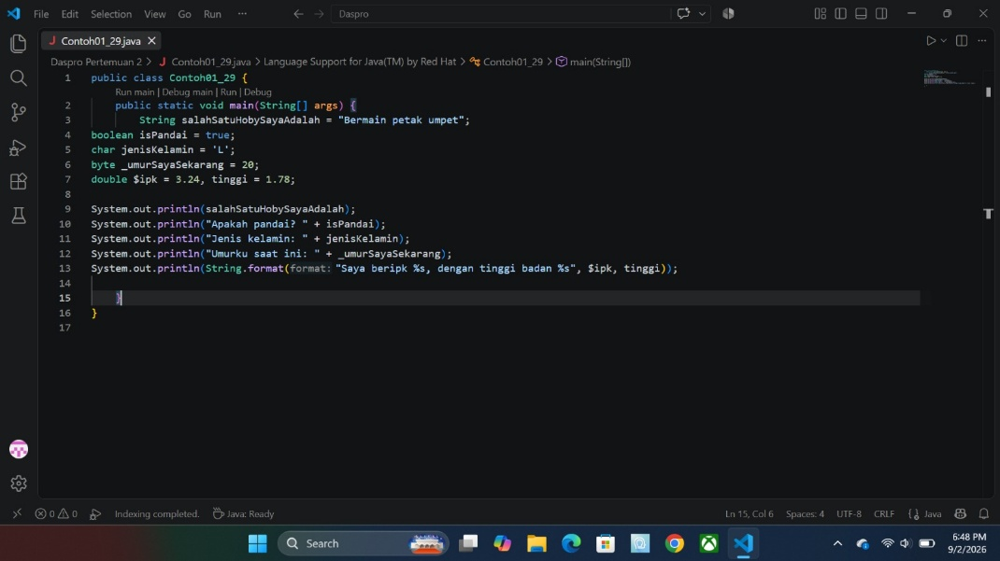 File Edit Selection View Go Run ··· Daspro
Contoh01_29.java
Daspro Pertemuan 2 > Contoh01_29.java > Language Support for Java(TM) by Red Hat > Contoh01_29 > main(String[])
1 public class Contoh01_29 {
Run main | Debug main | Run | Debug
2 public static void main(String[] args) {
3 String salahSatuHobySayaAdalah = "Bermain petak umpet";
4 boolean isPandai = true;
5 char jenisKelamin = 'L';
6 byte _umurSayaSekarang = 20;
7 double $ipk = 3.24, tinggi = 1.78;
8
9 System.out.println(salahSatuHobySayaAdalah);
10 System.out.println("Apakah pandai? " + isPandai);
11 System.out.println("Jenis kelamin: " + jenisKelamin);
12 System.out.println("Umurku saat ini: " + _umurSayaSekarang);
13 System.out.println(String.format(format: "Saya beripk %s, dengan tinggi badan %s", $ipk, tinggi));
14
15 }
16 }
17
0 0 Indexing completed. Java: Ready Ln 15, Col 6 Spaces: 4 UTF-8 CRLF Java
Search 6:48 PM
9/2/2026